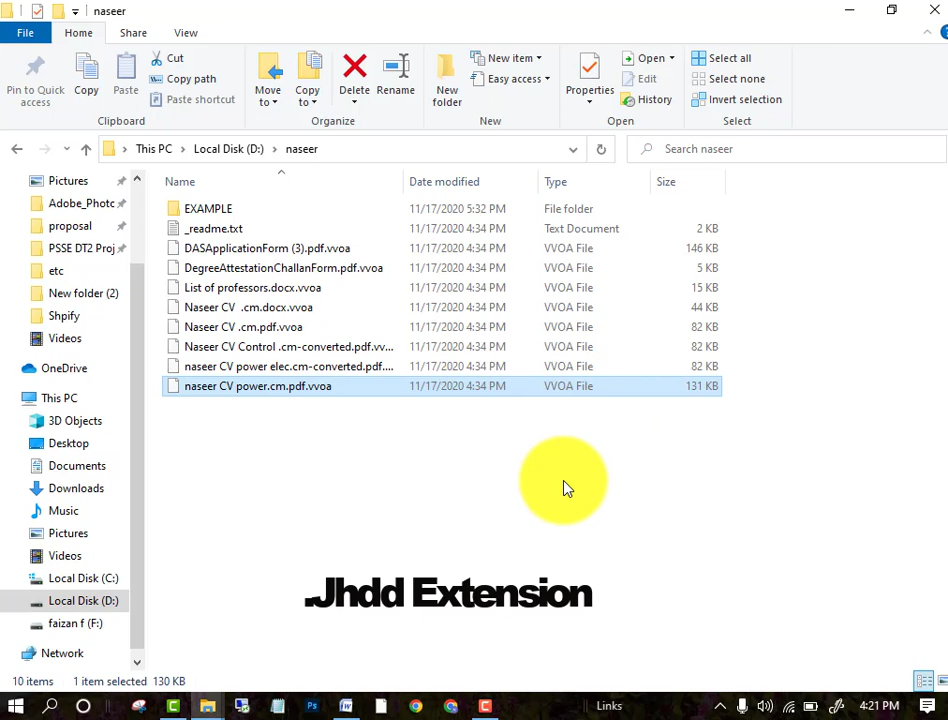 naseer
File
Home
Share
View
Pin to Quick access
Copy
Paste
Cut
Copy path
Paste shortcut
Clipboard
Move to
Copy to
Delete
Rename
Organize
New folder
New item
Easy access
New
Properties
Open
Edit
History
Open
Select all
Select none
Invert selection
Select
This PC
Local Disk (D:)
naseer
Search naseer
Name
Date modified
Type
Size
EXAMPLE 11/17/2020 5:32 PM File folder
_readme.txt 11/17/2020 4:34 PM Text Document 2 KB
DASApplicationForm (3).pdf.vvoa 11/17/2020 4:34 PM VVOA File 146 KB
DegreeAttestationChallanForm.pdf.vvoa 11/17/2020 4:34 PM VVOA File 5 KB
List of professors.docx.vvoa 11/17/2020 4:34 PM VVOA File 15 KB
Naseer CV .cm.docx.vvoa 11/17/2020 4:34 PM VVOA File 44 KB
Naseer CV .cm.pdf.vvoa 11/17/2020 4:34 PM VVOA File 82 KB
Naseer CV Control .cm-converted.pdf.vv... 11/17/2020 4:34 PM VVOA File 82 KB
naseer CV power elec.cm-converted.pdf.... 11/17/2020 4:34 PM VVOA File 82 KB
naseer CV power.cm.pdf.vvoa 11/17/2020 4:34 PM VVOA File 131 KB
Pictures
Adobe_Photc
proposal
PSSE DT2 Proj
etc
New folder (2)
Shpify
Videos
OneDrive
This PC
3D Objects
Desktop
Documents
Downloads
Music
Pictures
Videos
Local Disk (C:)
Local Disk (D:)
faizan f (F:)
Network
.Jhdd Extension
10 items 1 item selected 130 KB
Links
4:21 PM